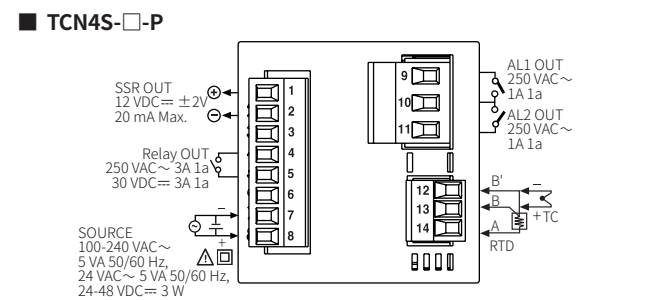 ■ TCN4S-□-P
SSR OUT
12 VDC⎓ ±2V
20 mA Max.
Relay OUT
250 VAC～ 3A 1a
30 VDC⎓ 3A 1a
SOURCE
100-240 VAC～
5 VA 50/60 Hz,
24 VAC～ 5 VA 50/60 Hz,
24-48 VDC⎓ 3 W
+
−
−
+
1
2
3
4
5
6
7
8
9
10
11
12
13
14
AL1 OUT
250 VAC～
1A 1a
AL2 OUT
250 VAC～
1A 1a
B' −
B
+TC
A
RTD